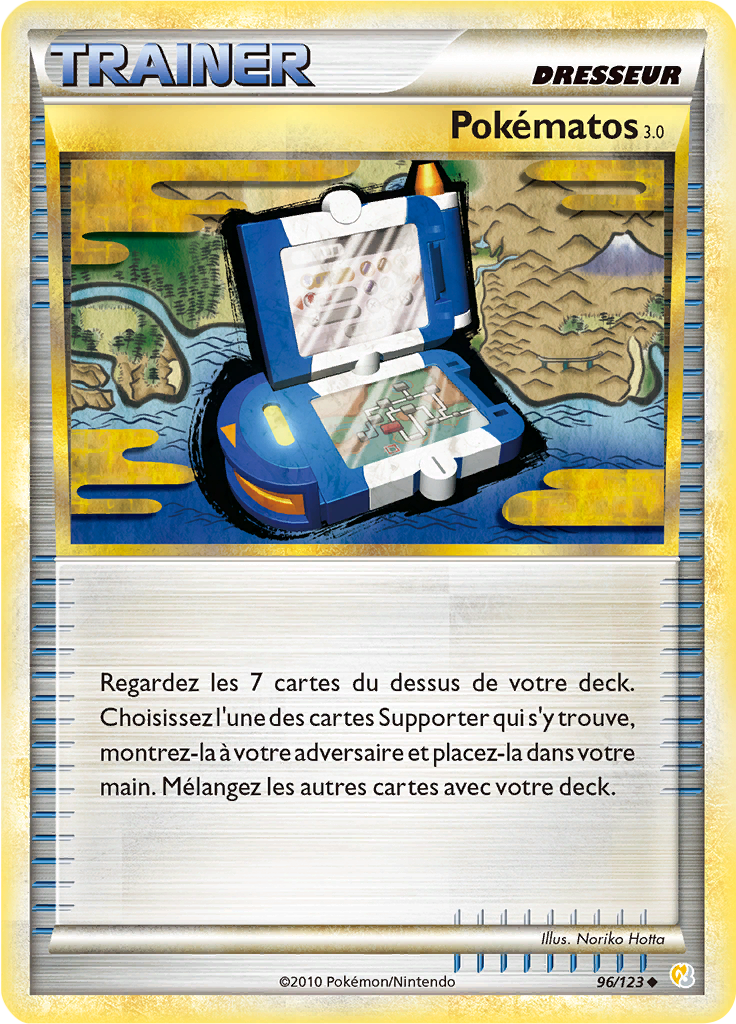 TRAINER
DRESSEUR
Pokématos 3.0
Regardez les 7 cartes du dessus de votre deck.
Choisissez l'une des cartes Supporter qui s'y trouve,
montrez-la à votre adversaire et placez-la dans votre
main. Mélangez les autres cartes avec votre deck.
Illus. Noriko Hotta
©2010 Pokémon/Nintendo
96/123